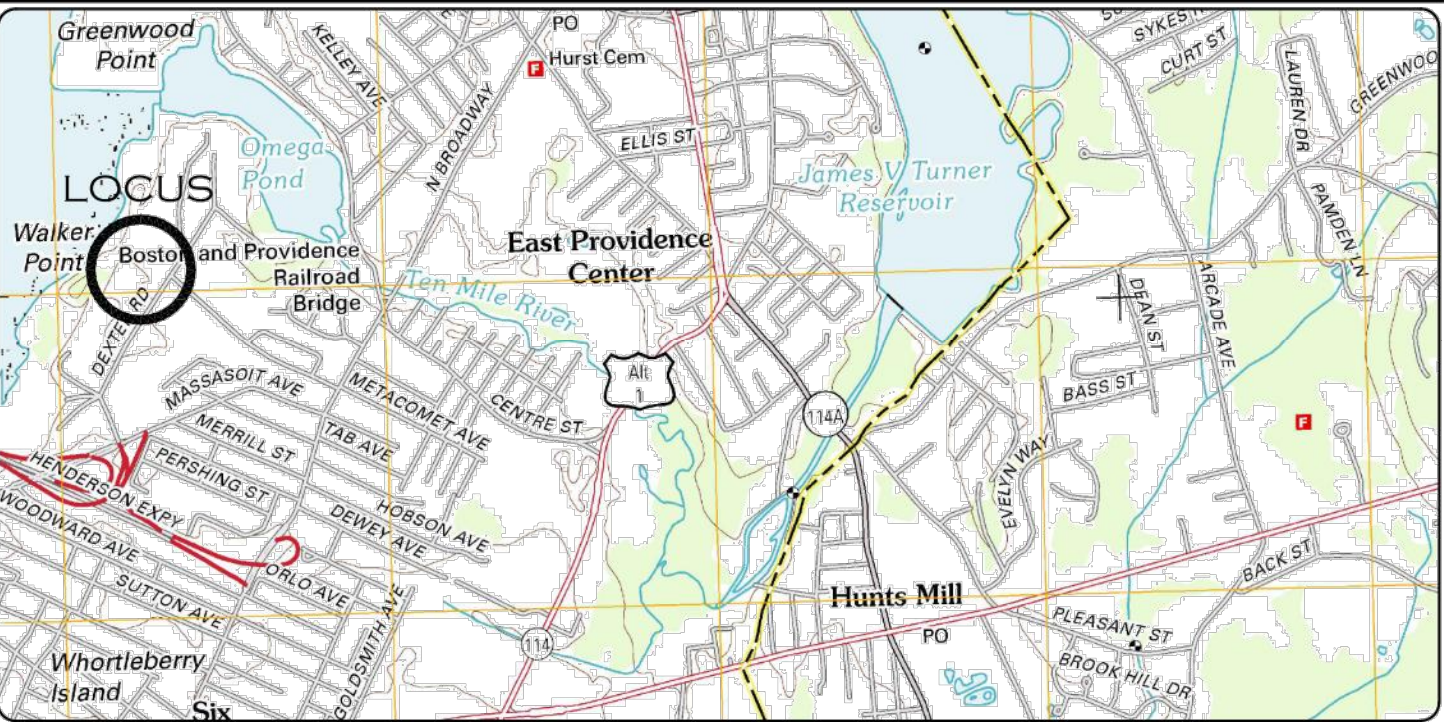 Greenwood
Point
KELLEY AVE
PO
Hurst Cem
F
N BROADWAY
ELLIS ST
SYKES
CURT ST
LAUREN DR
GREENWOO
Omega
Pond
James V Turner
Reservoir
LOCUS
Walker
Point
Boston and Providence
Railroad
Bridge
East Providence
Center
PAMDEN LN
Ten Mile River
DEXTER RD
ARCADE AVE
DEAN ST
MASSASOIT AVE
METACOMET AVE
CENTRE ST
Alt
1
114A
BASS ST
MERRILL ST
TAB AVE
F
PERSHING ST
HENDERSON EXPY
EVELYN WAY
WOODWARD AVE
HOBSON AVE
DEWEY AVE
ORLO AVE
SUTTON AVE
GOLDSMITH AVE
BACK ST
Hunts Mill
PO
PLEASANT ST
114
BROOK HILL DR
Whortleberry
Island
Six